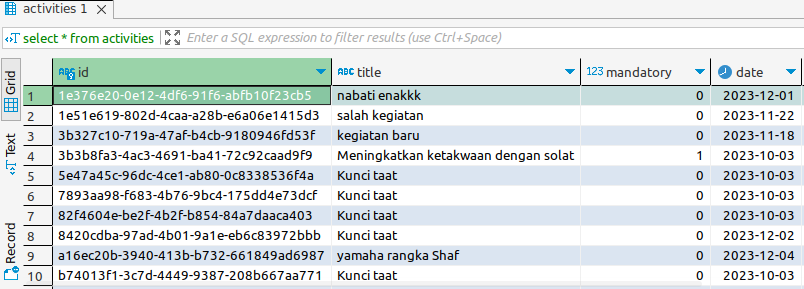 activities 1
select * from activities Enter a SQL expression to filter results (use Ctrl+Space)
Grid
Text
Record
ABC id ABC title 123 mandatory date
1 1e376e20-0e12-4df6-91f6-abfb10f23cb5 nabati enakkk 0 2023-12-01
2 1e51e619-802d-4caa-a28b-e6a06e1415d3 salah kegiatan 0 2023-11-22
3 3b327c10-719a-47af-b4cb-9180946fd53f kegiatan baru 0 2023-11-18
4 3b3b8fa3-4ac3-4691-ba41-72c92caad9f9 Meningkatkan ketakwaan dengan solat 1 2023-10-03
5 5e47a45c-96dc-4ce1-ab80-0c8338536f4a Kunci taat 0 2023-10-03
6 7893aa98-f683-4b76-9bc4-175dd4e73dcf Kunci taat 0 2023-10-03
7 82f4604e-be2f-4b2f-b854-84a7daaca403 Kunci taat 0 2023-10-03
8 8420cdba-97ad-4b01-9a1e-eb6c83972bbb Kunci taat 0 2023-12-02
9 a16ec20b-3940-413b-b732-661849ad6987 yamaha rangka Shaf 0 2023-12-04
10 b74013f1-3c7d-4449-9387-208b667aa771 Kunci taat 0 2023-10-03